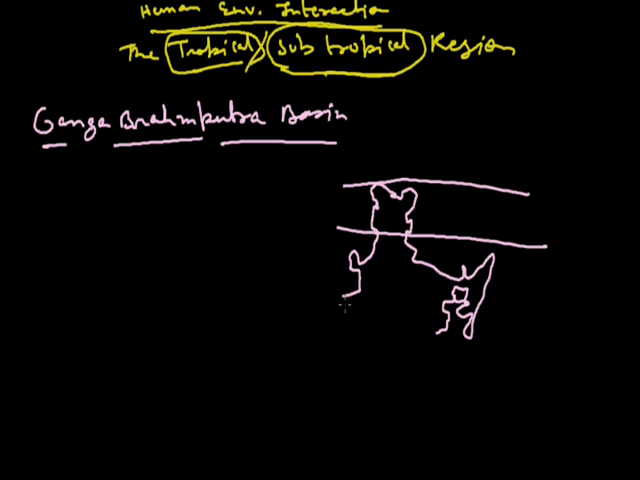 Human Env. Interaction
The Tropical Sub tropical Region
Ganga Brahmputra Basin